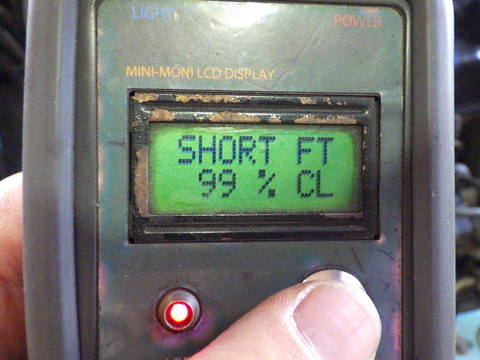 LIGHT
POWER
MINI-MONI LCD DISPLAY
SHORT FT
99 % CL